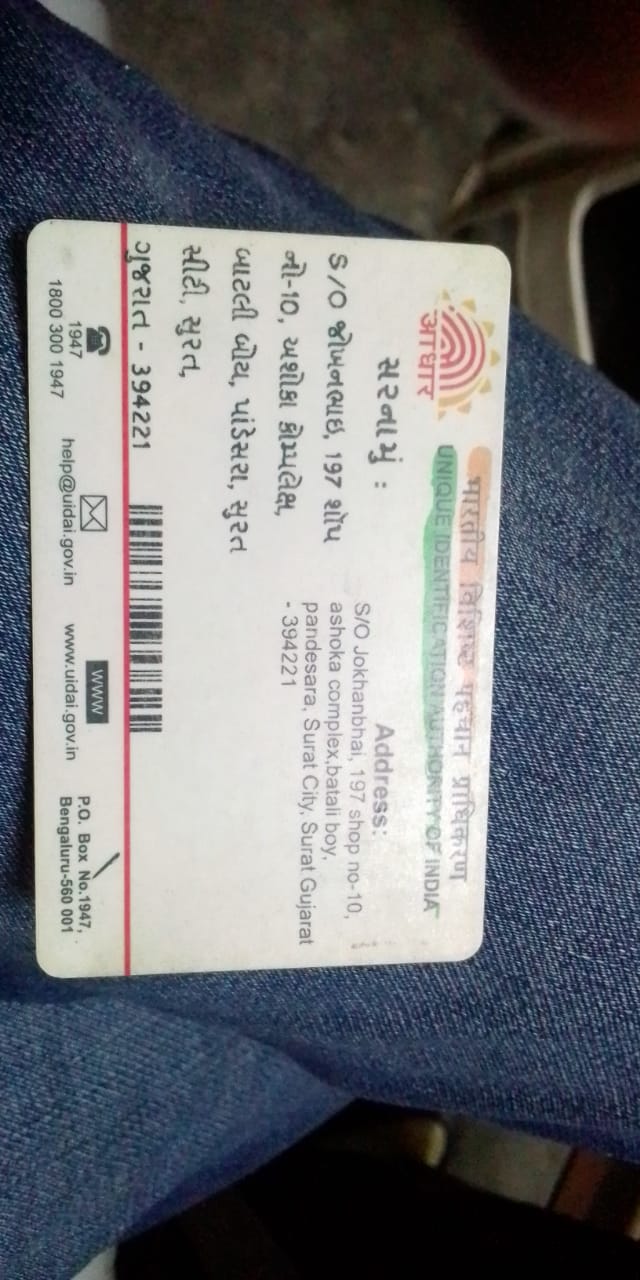 आधार
भारतीय विशिष्ट पहचान प्राधिकरण
UNIQUE IDENTIFICATION AUTHORITY OF INDIA
સરનામું :
S/O જોખનભાઇ, 197 શૉપ
નો-10, અશોકા કોમ્પલેક્ષ,
બાટલી બોય, પાંડેસરા, સુરત
સીટી, સુરત,
ગુજરાત - 394221
Address:
S/O Jokhanbhai, 197 shop no-10,
ashoka complex,batali boy,
pandesara, Surat City, Surat Gujarat
- 394221
1947
1800 300 1947
help@uidai.gov.in
www
www.uidai.gov.in
P.O. Box No.1947,
Bengaluru-560 001